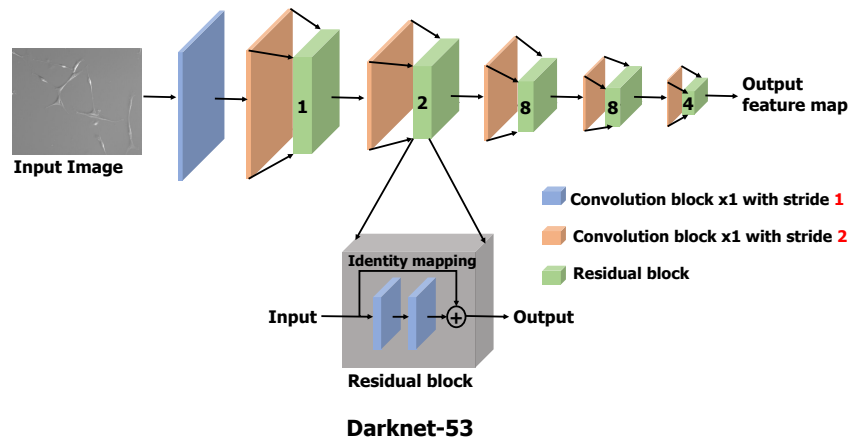 Input Image
1
2
8
8
4
Output
feature map
Convolution block x1 with stride 1
Convolution block x1 with stride 2
Residual block
Identity mapping
Input
+
Output
Residual block
Darknet-53